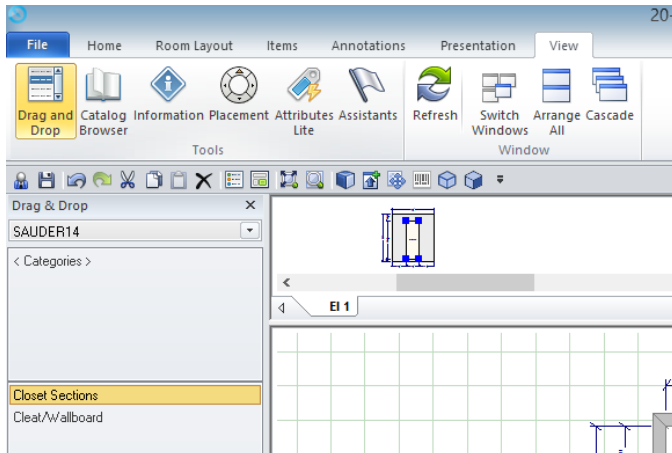 20-
File Home Room Layout Items Annotations Presentation View
Drag and Drop Catalog Browser Information Placement Attributes Lite Assistants Refresh Switch Windows Arrange All Cascade
Tools Window
Drag & Drop
SAUDER14
< Categories >
El 1
Closet Sections
Cleat/Wallboard